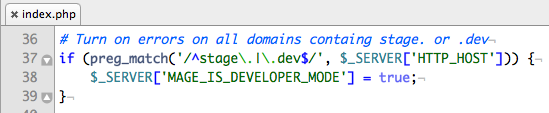 index.php
36 # Turn on errors on all domains containg stage. or .dev¬
37 if (preg_match('/^stage\.|\.dev$/', $_SERVER['HTTP_HOST'])) {¬
38 $_SERVER['MAGE_IS_DEVELOPER_MODE'] = true;¬
39 }¬